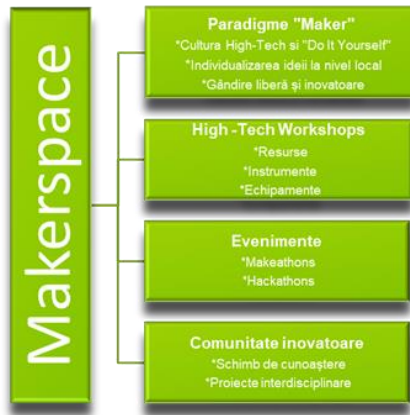 Makerspace
Paradigme "Maker"
*Cultura High-Tech si "Do It Yourself"
*Individualizarea ideii la nivel local
*Gândire liberă și inovatoare
High -Tech Workshops
*Resurse
*Instrumente
*Echipamente
Evenimente
*Makeathons
*Hackathons
Comunitate inovatoare
*Schimb de cunoaștere
*Proiecte interdisciplinare